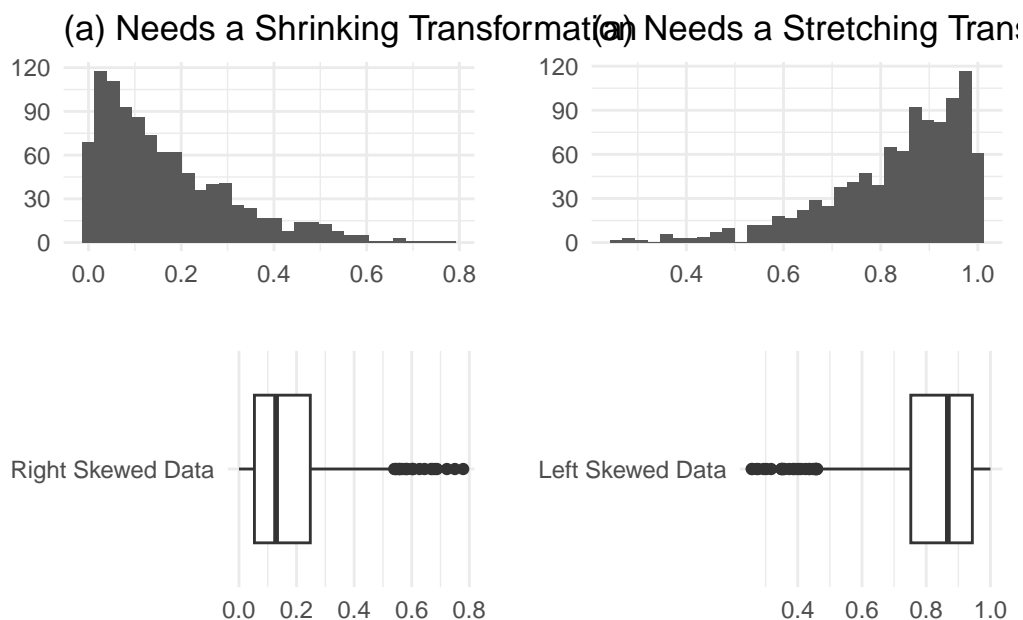 (a) Needs a Shrinking Transformation
(a) Needs a Stretching Trans
120
90
60
30
0
0.0 0.2 0.4 0.6 0.8
120
90
60
30
0
0.4 0.6 0.8 1.0
Right Skewed Data
0.0 0.2 0.4 0.6 0.8
Left Skewed Data
0.4 0.6 0.8 1.0